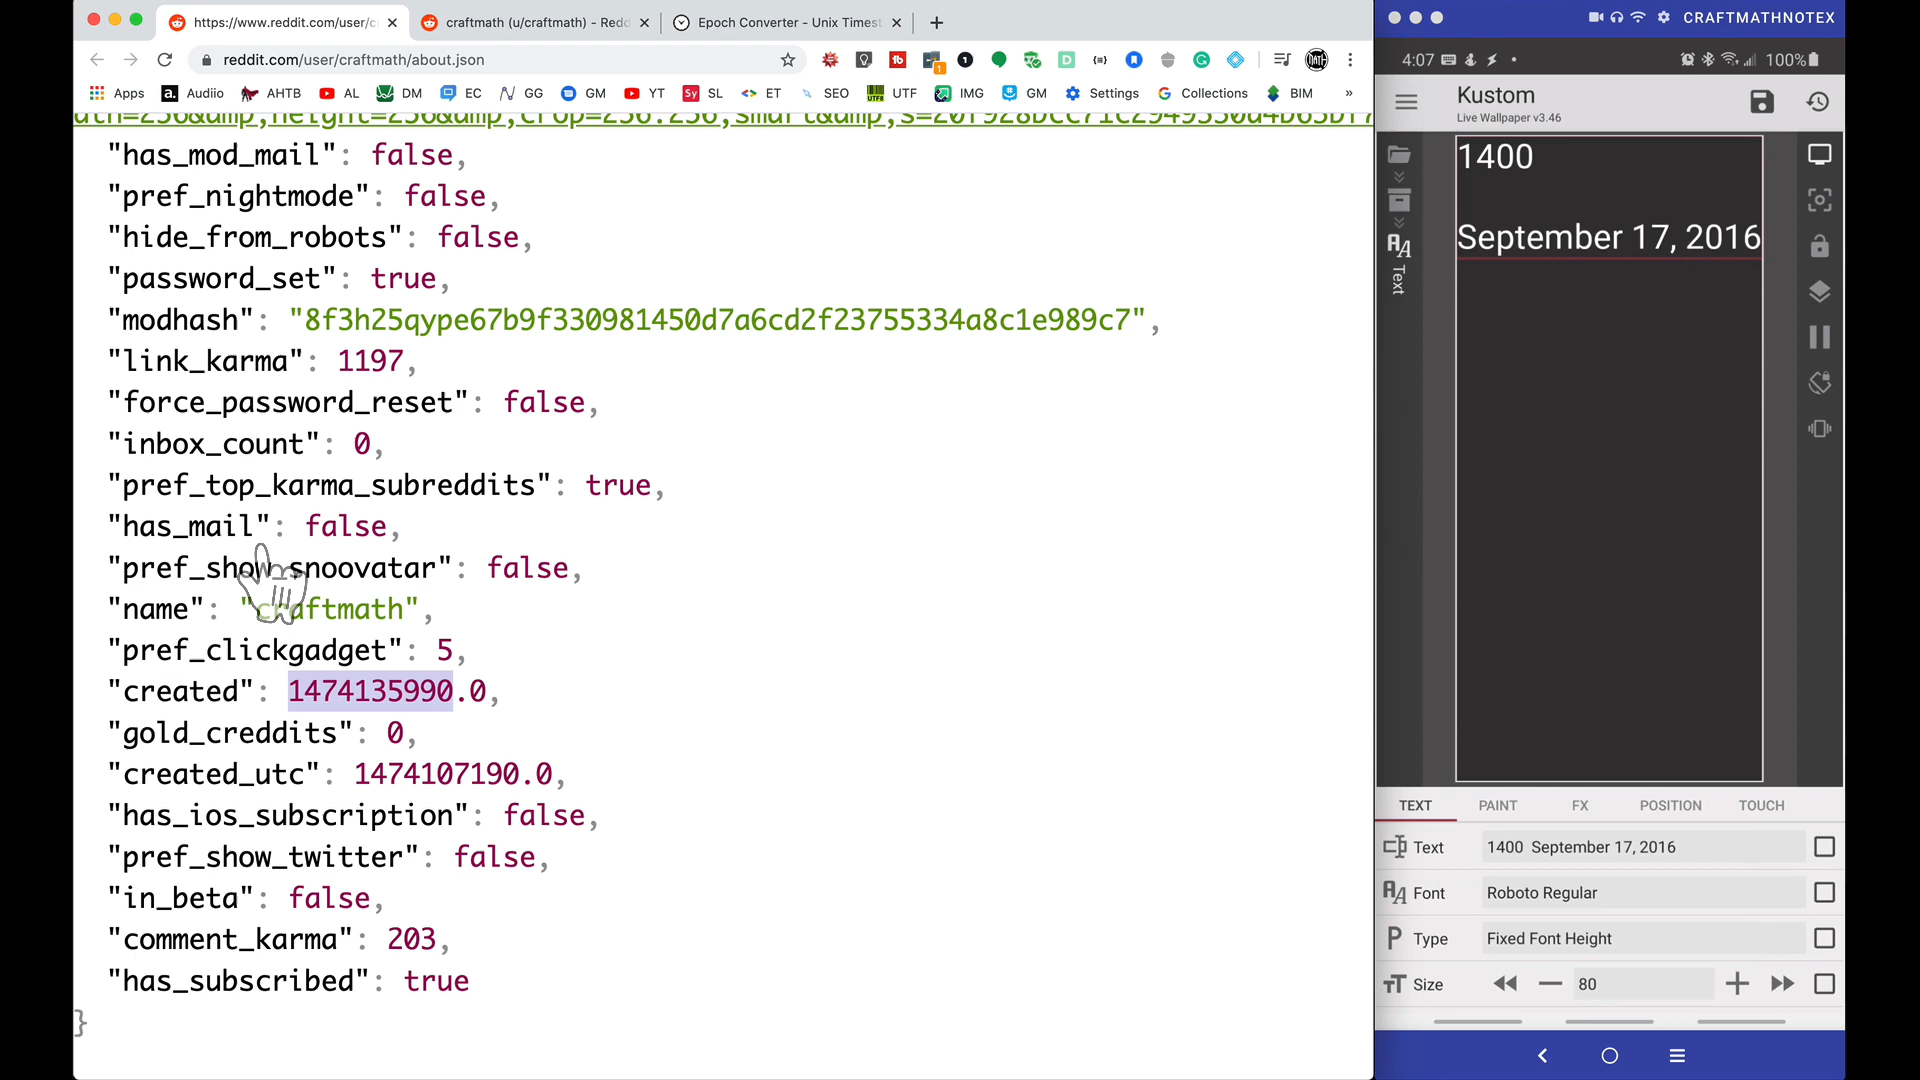 https://www.reddit.com/user/c
craftmath (u/craftmath) - Redd
Epoch Converter - Unix Timest
reddit.com/user/craftmath/about.json
Apps
Audiio
AHTB
AL
DM
EC
GG
GM
YT
SL
ET
SEO
UTF
IMG
GM
Settings
Collections
BIM
"has_mod_mail": false,
"pref_nightmode": false,
"hide_from_robots": false,
"password_set": true,
"modhash": "8f3h25qype67b9f330981450d7a6cd2f23755334a8c1e989c7",
"link_karma": 1197,
"force_password_reset": false,
"inbox_count": 0,
"pref_top_karma_subreddits": true,
"has_mail": false,
"pref_show_snoovatar": false,
"name": "craftmath",
"pref_clickgadget": 5,
"created": 1474135990.0,
"gold_creddits": 0,
"created_utc": 1474107190.0,
"has_ios_subscription": false,
"pref_show_twitter": false,
"in_beta": false,
"comment_karma": 203,
"has_subscribed": true
}
CRAFTMATHNOTEX
4:07
100%
Kustom
Live Wallpaper v3.46
Text
1400
September 17, 2016
TEXT PAINT FX POSITION TOUCH
Text 1400 September 17, 2016
Font Roboto Regular
Type Fixed Font Height
Size 80